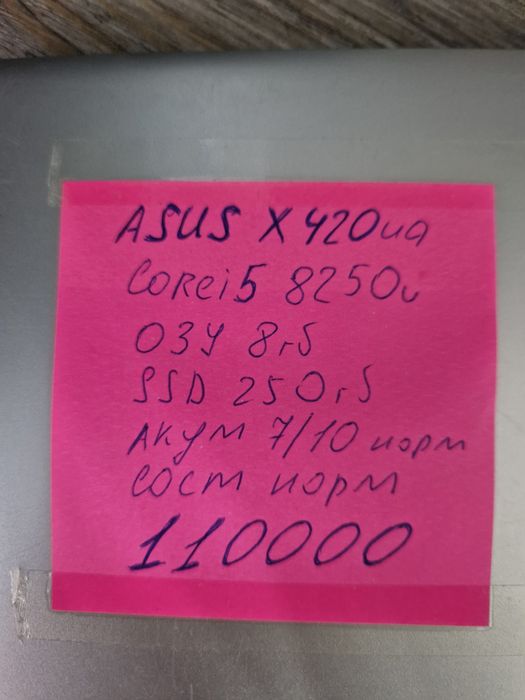 ASUS X420ua
Corei5 8250u
ОЗУ 8гб
SSD 250гб
Акум 7/10 норм
Сост норм
110000